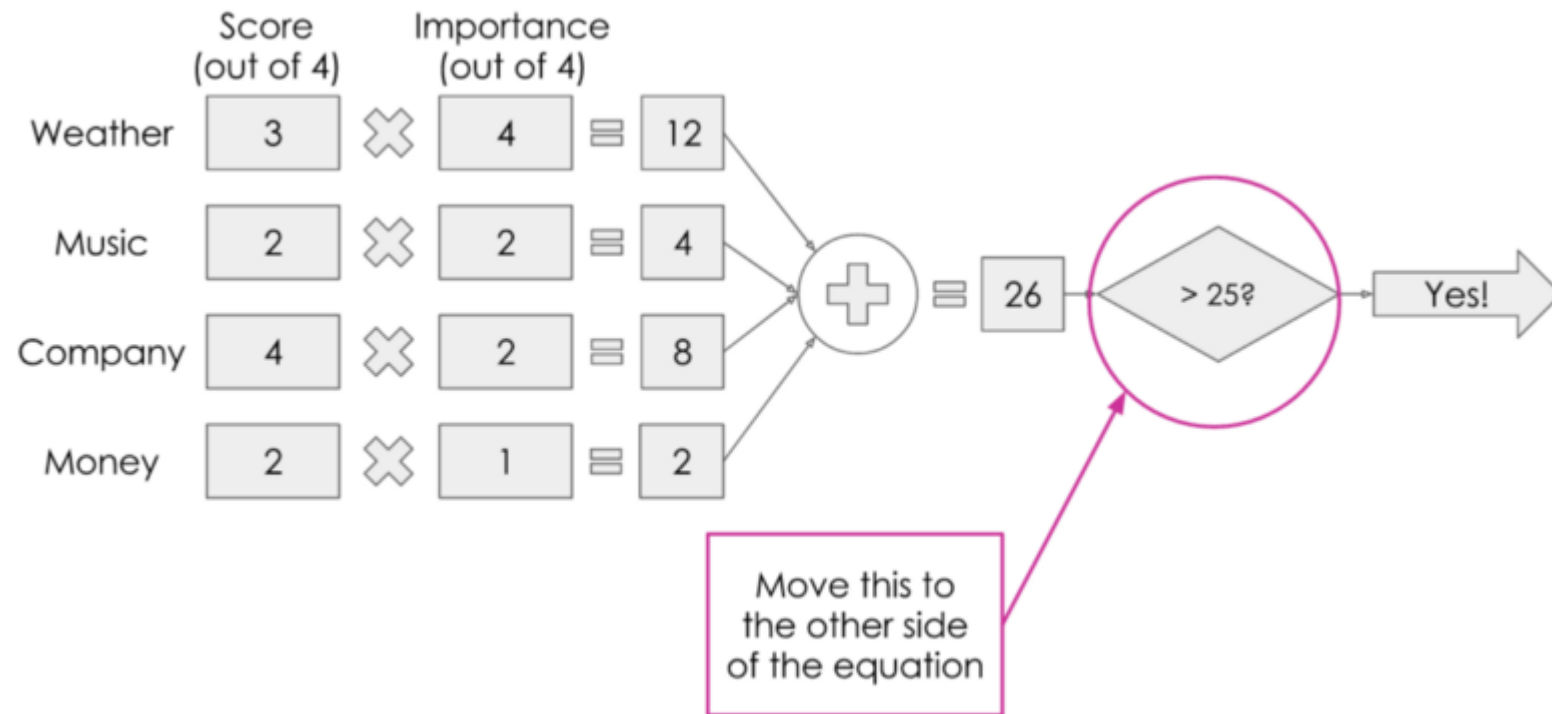 Score
(out of 4)
Importance
(out of 4)
Weather 3 4 = 12
Music 2 2 = 4
Company 4 2 = 8
Money 2 1 = 2
= 26 > 25? Yes!
Move this to
the other side
of the equation